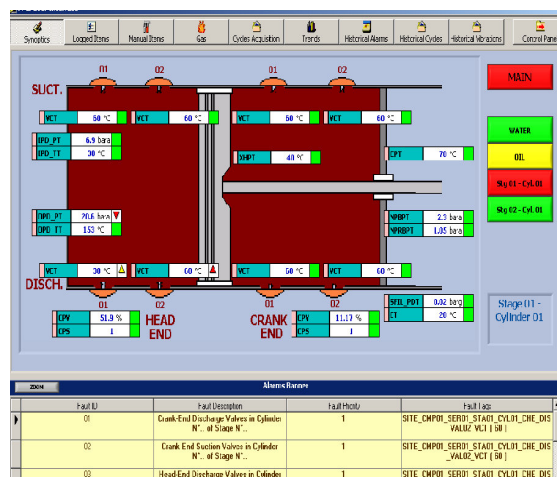 Synoptics Logged Items Manual Items Gas Cycles Acquisition Trends Historical Alarms Historical Cycles Historical Vibrations Control Pane
01 02 01 02
SUCT.
MAIN
VCT 60 °C VCT 60 °C VCT 60 °C VCT 60 °C
WATER
IPD_PT 6.9 bara
IPD_TT 30 °C
XHPT 40 °C
CPT 70 °C
OIL
Stg 01 - Cyl. 01
OPD_PT 20.6 bara
OPD_TT 153 °C
NPBPT 2.3 bara
NPRBPT 1.05 bara
Stg 02 - Cyl. 01
VCT 30 °C VCT 60 °C VCT 60 °C VCT 60 °C
DISCH.
01 02 01 02
SFIL_PDT 0.02 barg
CT 20 °C
Stage 01 -
Cylinder 01
CPV 51.9 %
CPS 1
HEAD
END
CRANK
END
CPV 11.17 %
CPS 1
ZOOM Alarms Banner
Fault ID Fault Description Fault Priority Fault Tags
01 Crank-End Discharge Valves in Cylinder N°.. of Stage N°.. 1 SITE_CMP01_SER01_STA01_CYL01_CHE_DIS
_VAL02_VCT ( 60 )
02 Crank End Suction Valves in Cylinder N°.. of Stage N°.. 1 SITE_CMP01_SER01_STA01_CYL01_CHE_DIS
_VAL02_VCT ( 60 )
03 Head-End Discharge Valves in Cylinder 1 SITE_CMP01_SER01_STA01_CYL01_CHE_DIS